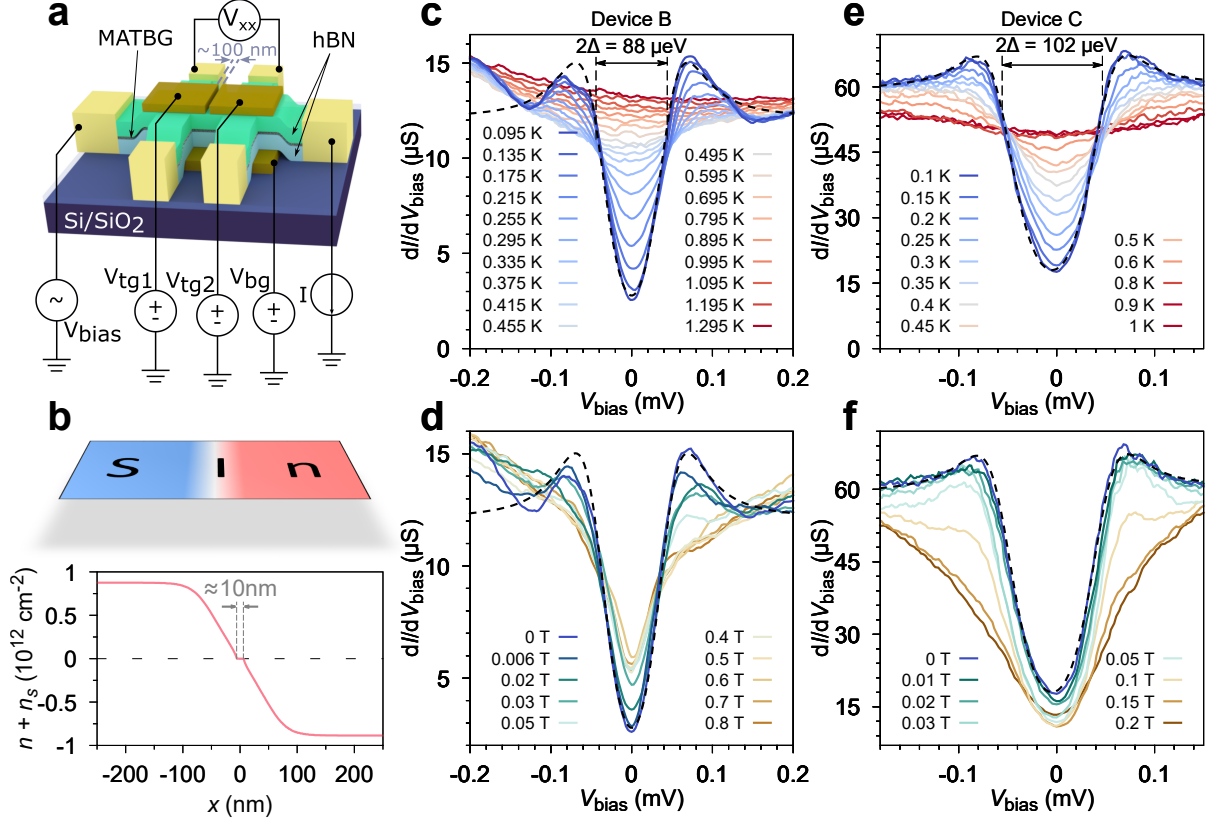 a
V_xx
MATBG
~100 nm
hBN
Si/SiO₂
V_tg1
V_tg2
V_bg
I
~
+
-
+
-
+
-
V_bias
b
S I n
n + n_s (10¹² cm⁻²)
1
0.5
0
-0.5
-1
≈10nm
-200 -100 0 100 200
x (nm)
c
Device B
2Δ = 88 µeV
dI/dV_bias (µS)
15
10
5
0
0.095 K
0.135 K
0.175 K
0.215 K
0.255 K
0.295 K
0.335 K
0.375 K
0.415 K
0.455 K
0.495 K
0.595 K
0.695 K
0.795 K
0.895 K
0.995 K
1.095 K
1.195 K
1.295 K
-0.2 -0.1 0 0.1 0.2
V_bias (mV)
d
dI/dV_bias (µS)
15
10
5
0 T
0.006 T
0.02 T
0.03 T
0.05 T
0.4 T
0.5 T
0.6 T
0.7 T
0.8 T
-0.2 -0.1 0 0.1 0.2
V_bias (mV)
e
Device C
2Δ = 102 µeV
dI/dV_bias (µS)
60
45
30
15
0
0.1 K
0.15 K
0.2 K
0.25 K
0.3 K
0.35 K
0.4 K
0.45 K
0.5 K
0.6 K
0.8 K
0.9 K
1 K
-0.1 0 0.1
V_bias (mV)
f
dI/dV_bias (µS)
60
45
30
15
0 T
0.01 T
0.02 T
0.03 T
0.05 T
0.1 T
0.15 T
0.2 T
-0.1 0 0.1
V_bias (mV)